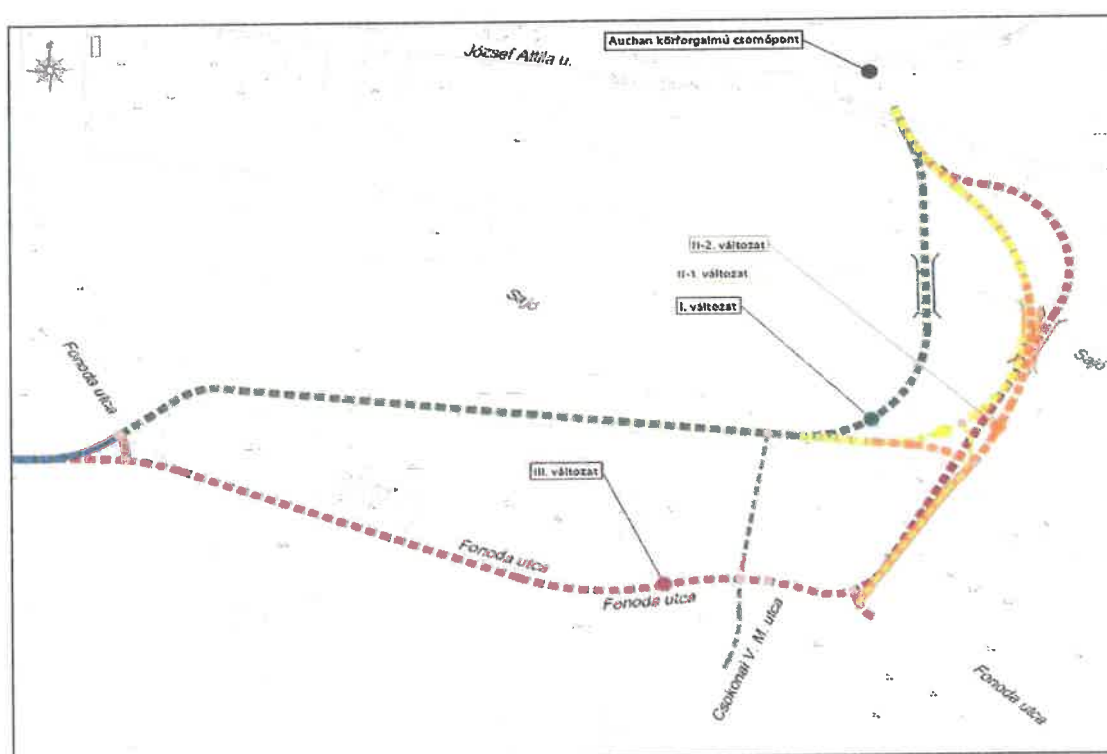 Auchan körforgalmú csomópont
József Attila u.
II-2. változat
II-1. változat
I. változat
Sajó
Sajó
Fonoda utca
III. változat
Fonoda utca
Fonoda utca
Csokonai V. M. utca
Fonoda utca